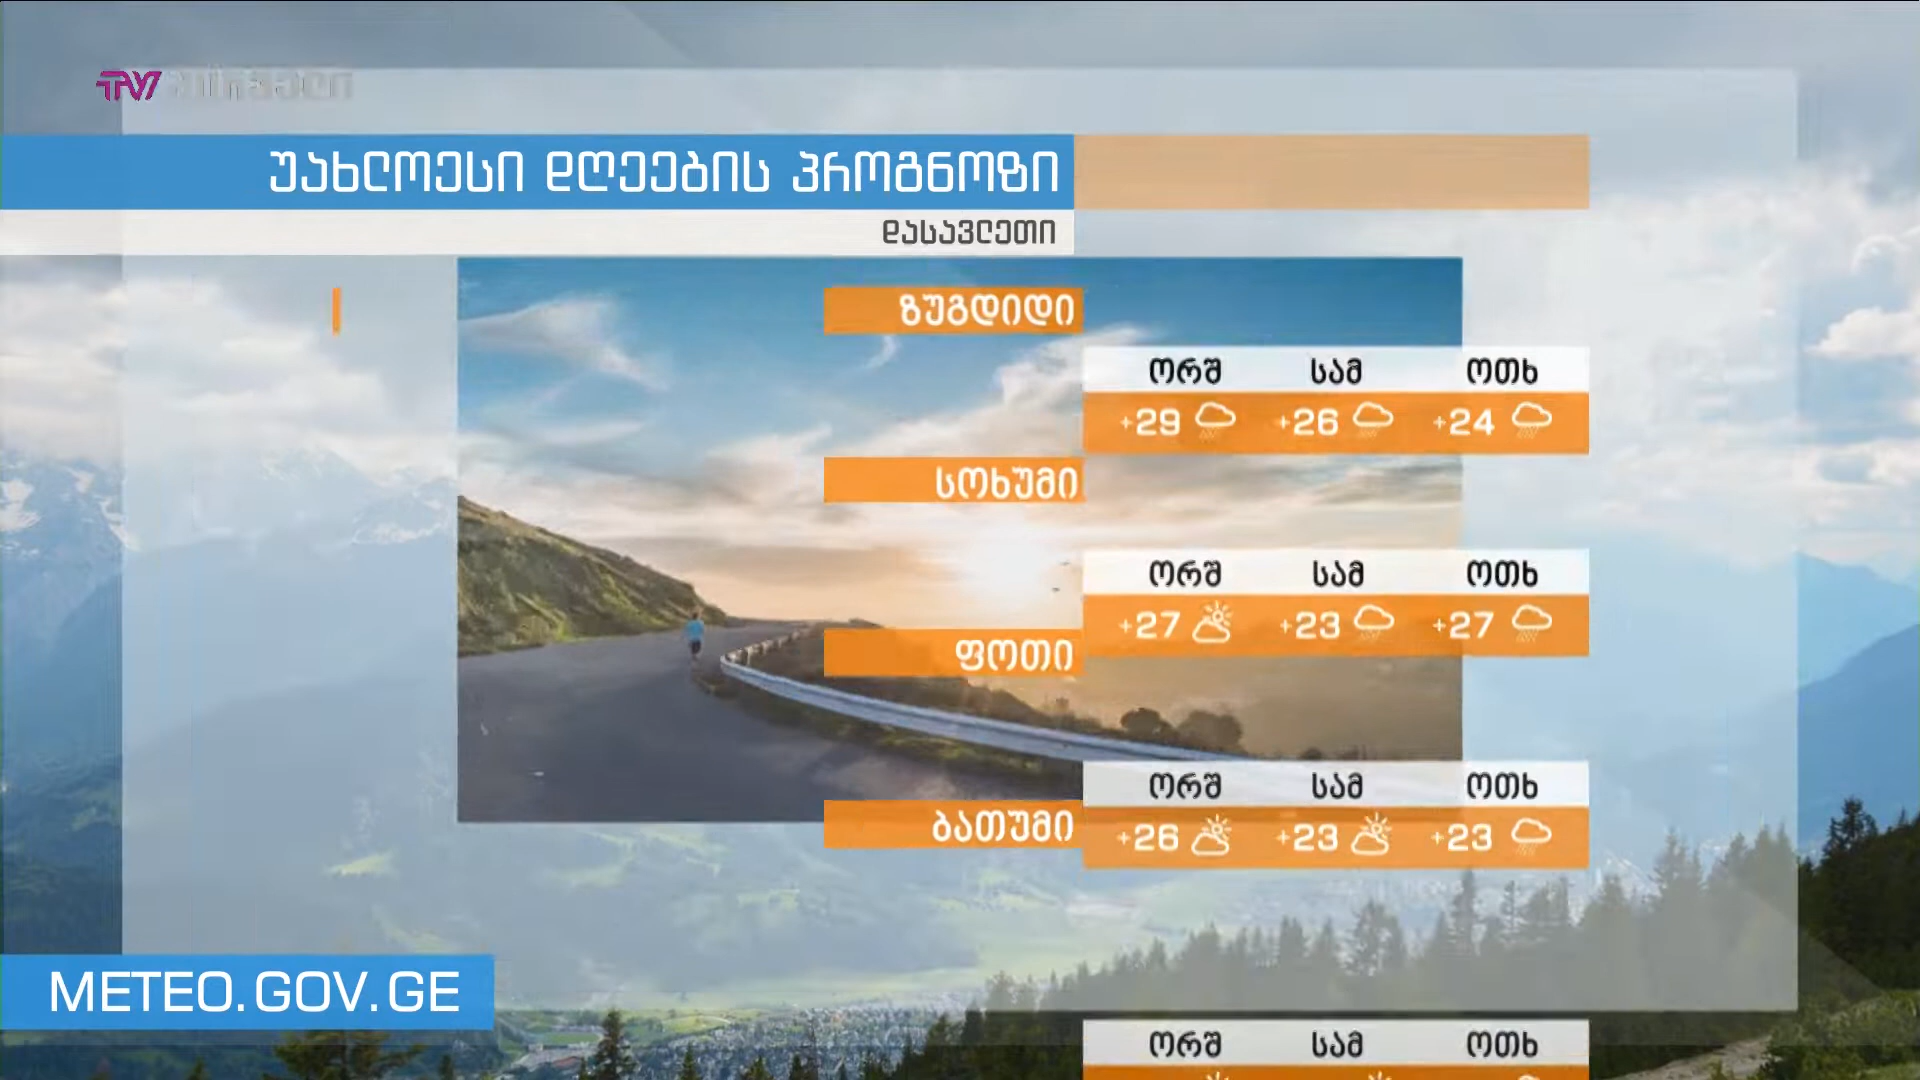 TV
უახლოესი დღეების პროგნოზი
დასავლეთი
ზუგდიდი
ორშ სამ ოთხ
+29 +26 +24
სოხუმი
ორშ სამ ოთხ
+27 +23 +27
ფოთი
ორშ სამ ოთხ
+26 +23 +23
ბათუმი
METEO.GOV.GE
ორშ სამ ოთხ